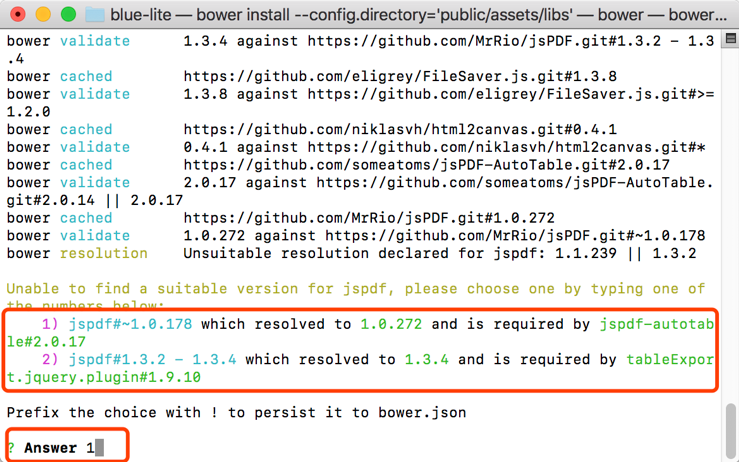 blue-lite — bower install --config.directory='public/assets/libs' — bower — bower…
bower validate 1.3.4 against https://github.com/MrRio/jsPDF.git#1.3.2 - 1.3
.4
bower cached https://github.com/eligrey/FileSaver.js.git#1.3.8
bower validate 1.3.8 against https://github.com/eligrey/FileSaver.js.git#>=
1.2.0
bower cached https://github.com/niklasvh/html2canvas.git#0.4.1
bower validate 0.4.1 against https://github.com/niklasvh/html2canvas.git#*
bower cached https://github.com/someatoms/jsPDF-AutoTable.git#2.0.17
bower validate 2.0.17 against https://github.com/someatoms/jsPDF-AutoTable.
git#2.0.14 || 2.0.17
bower cached https://github.com/MrRio/jsPDF.git#1.0.272
bower validate 1.0.272 against https://github.com/MrRio/jsPDF.git#~1.0.178
bower resolution Unsuitable resolution declared for jspdf: 1.1.239 || 1.3.2
Unable to find a suitable version for jspdf, please choose one by typing one of
the numbers below:
1) jspdf#~1.0.178 which resolved to 1.0.272 and is required by jspdf-autotab
le#2.0.17
2) jspdf#1.3.2 - 1.3.4 which resolved to 1.3.4 and is required by tableExpor
t.jquery.plugin#1.9.10
Prefix the choice with ! to persist it to bower.json
? Answer 1